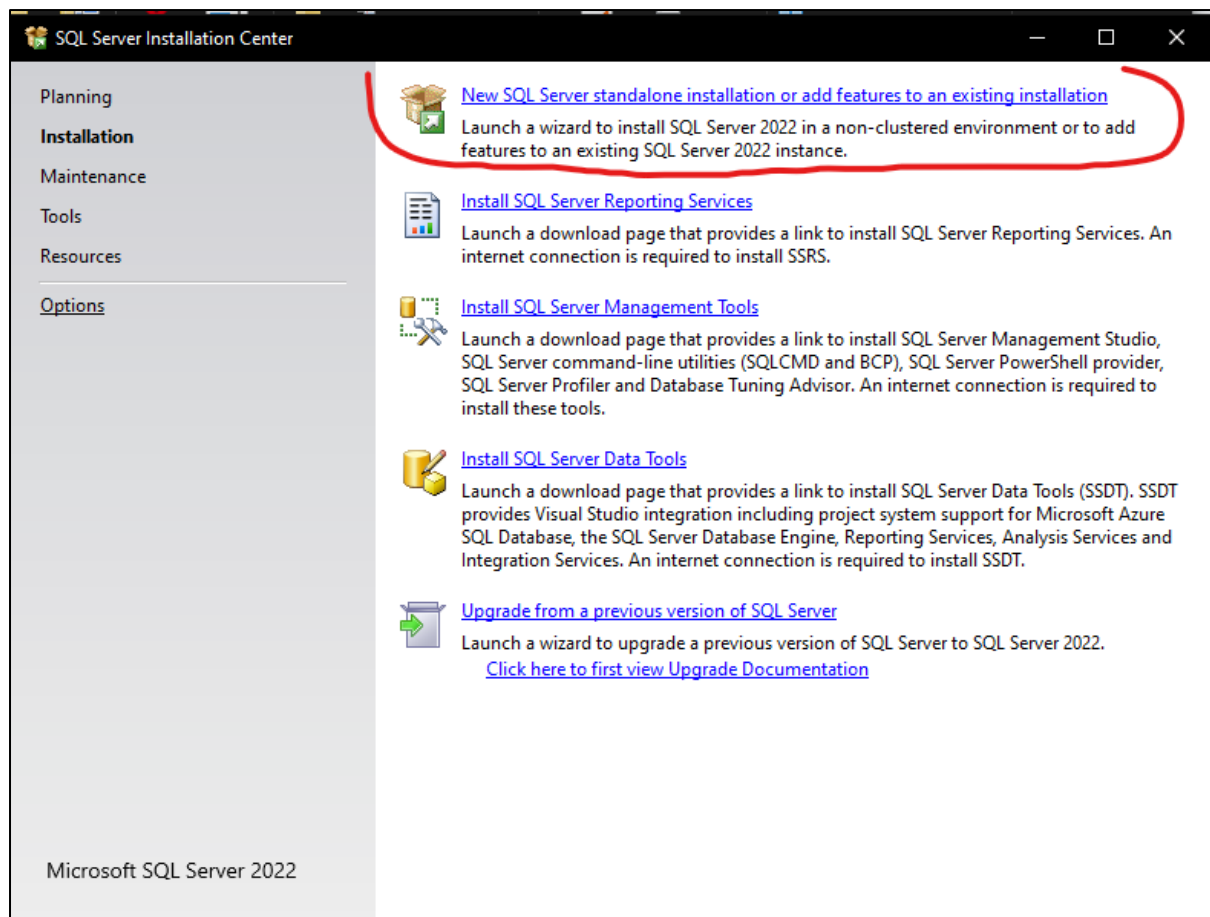 SQL Server Installation Center
Planning
Installation
Maintenance
Tools
Resources
Options
New SQL Server standalone installation or add features to an existing installation
Launch a wizard to install SQL Server 2022 in a non-clustered environment or to add
features to an existing SQL Server 2022 instance.
Install SQL Server Reporting Services
Launch a download page that provides a link to install SQL Server Reporting Services. An
internet connection is required to install SSRS.
Install SQL Server Management Tools
Launch a download page that provides a link to install SQL Server Management Studio,
SQL Server command-line utilities (SQLCMD and BCP), SQL Server PowerShell provider,
SQL Server Profiler and Database Tuning Advisor. An internet connection is required to
install these tools.
Install SQL Server Data Tools
Launch a download page that provides a link to install SQL Server Data Tools (SSDT). SSDT
provides Visual Studio integration including project system support for Microsoft Azure
SQL Database, the SQL Server Database Engine, Reporting Services, Analysis Services and
Integration Services. An internet connection is required to install SSDT.
Upgrade from a previous version of SQL Server
Launch a wizard to upgrade a previous version of SQL Server to SQL Server 2022.
Click here to first view Upgrade Documentation
Microsoft SQL Server 2022